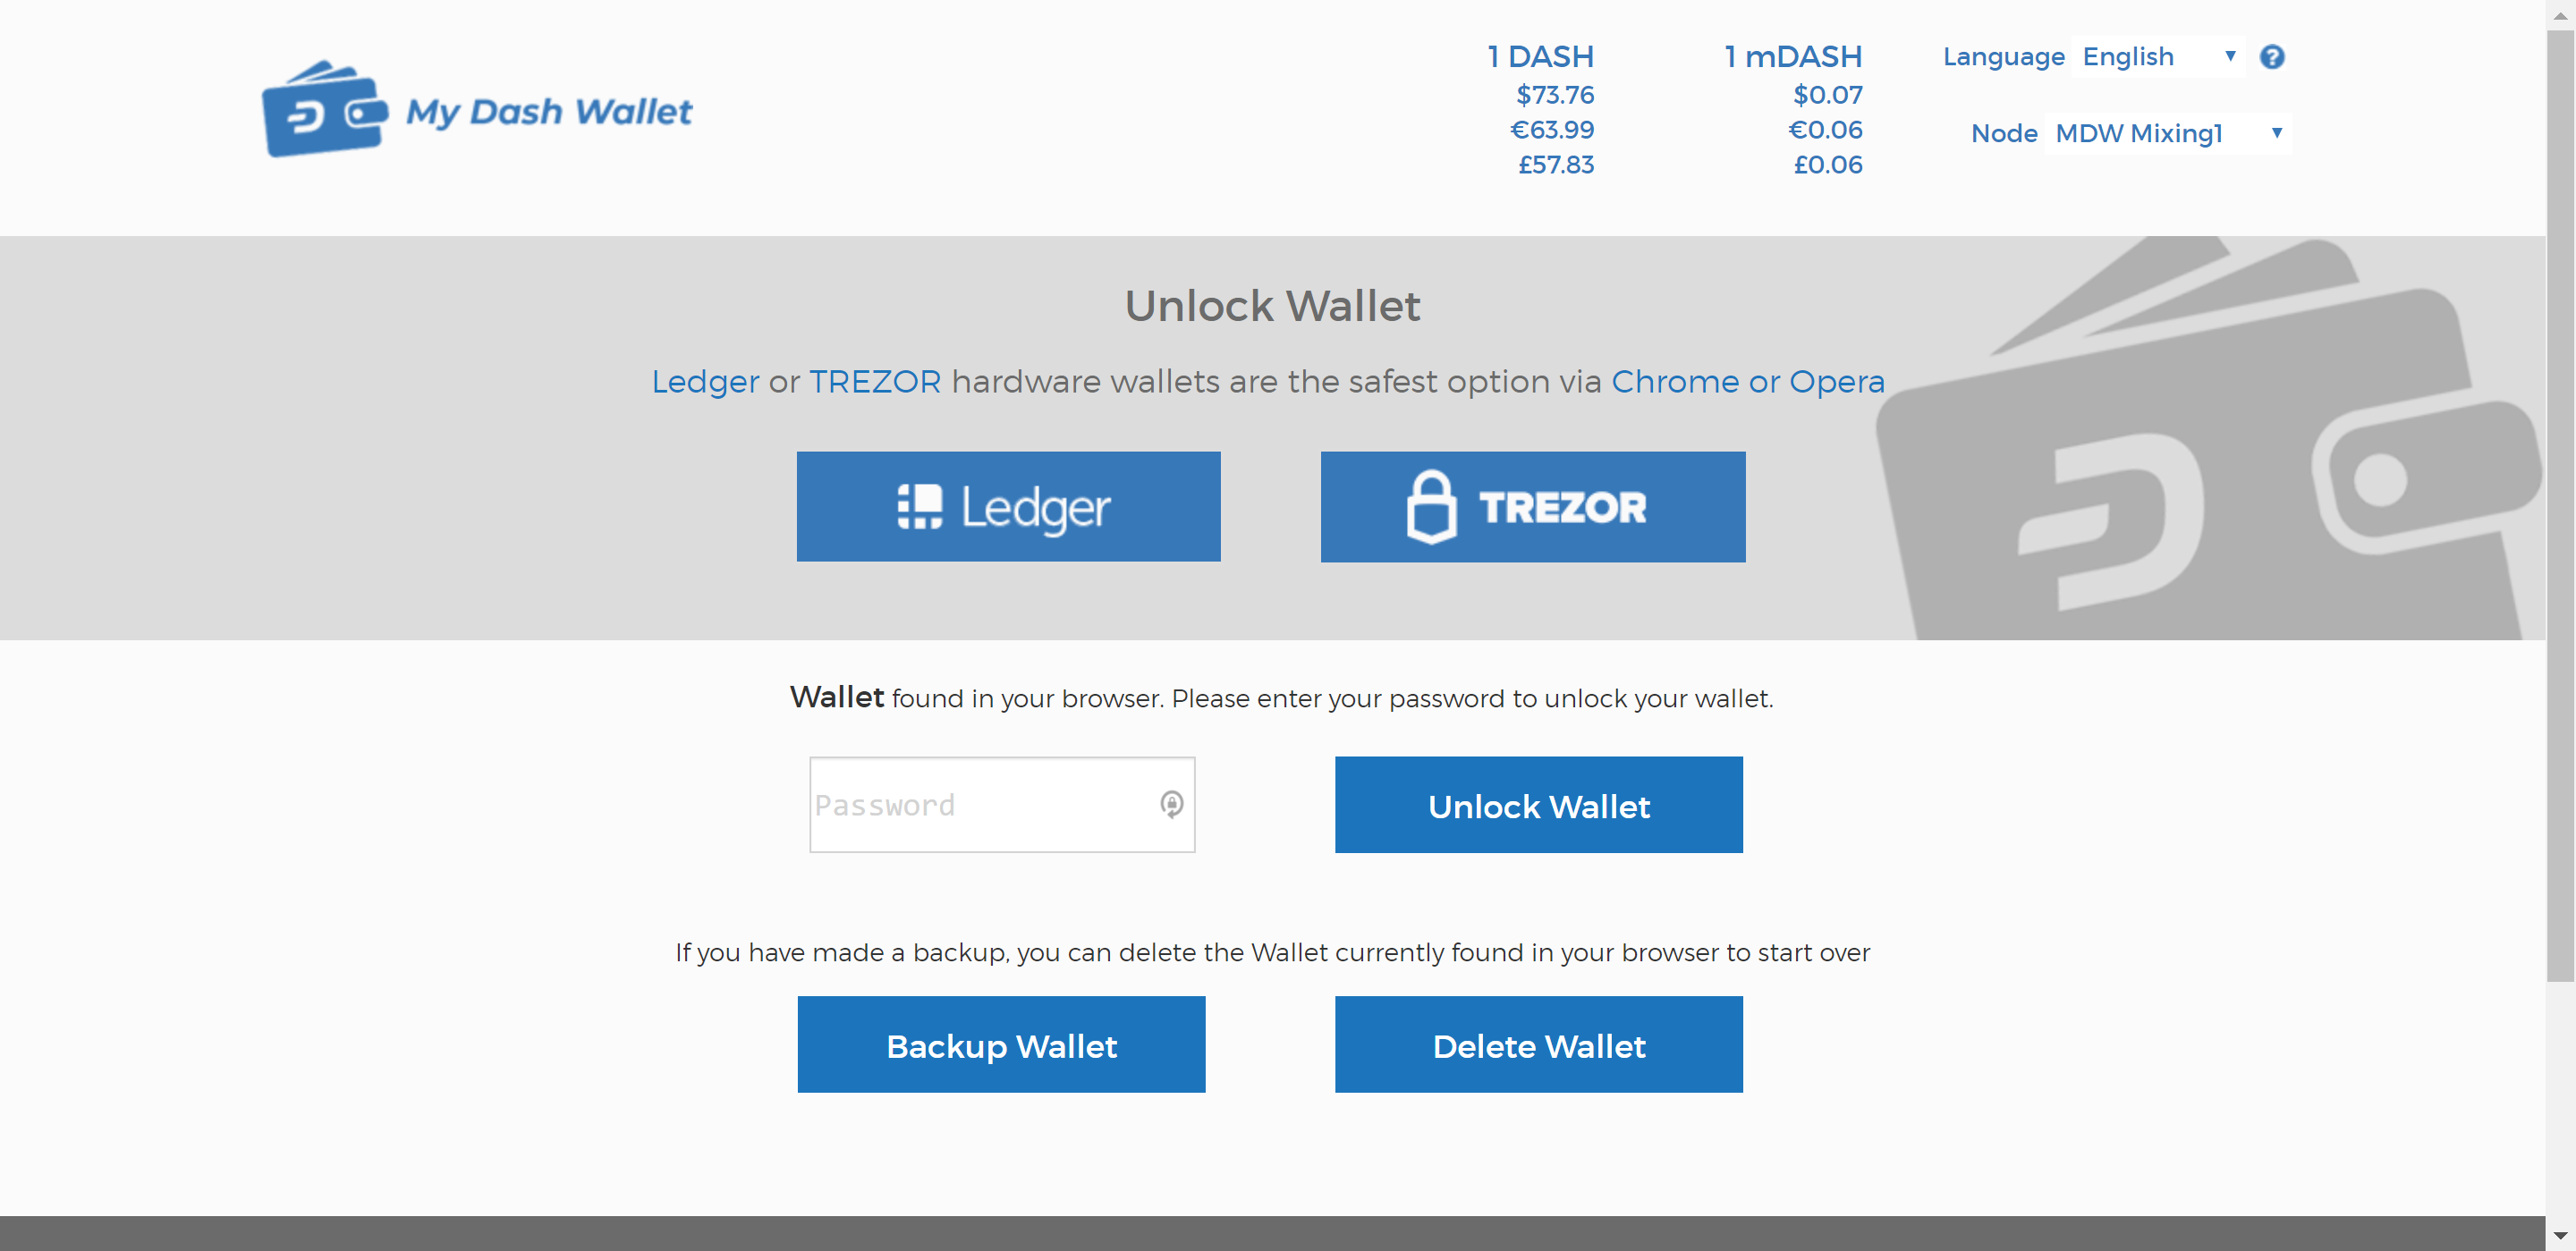 My Dash Wallet
1 DASH
$73.76
€63.99
£57.83
1 mDASH
$0.07
€0.06
£0.06
Language English
Node MDW Mixing1
Unlock Wallet
Ledger or TREZOR hardware wallets are the safest option via Chrome or Opera
Ledger
TREZOR
Wallet found in your browser. Please enter your password to unlock your wallet.
Password
Unlock Wallet
If you have made a backup, you can delete the Wallet currently found in your browser to start over
Backup Wallet
Delete Wallet